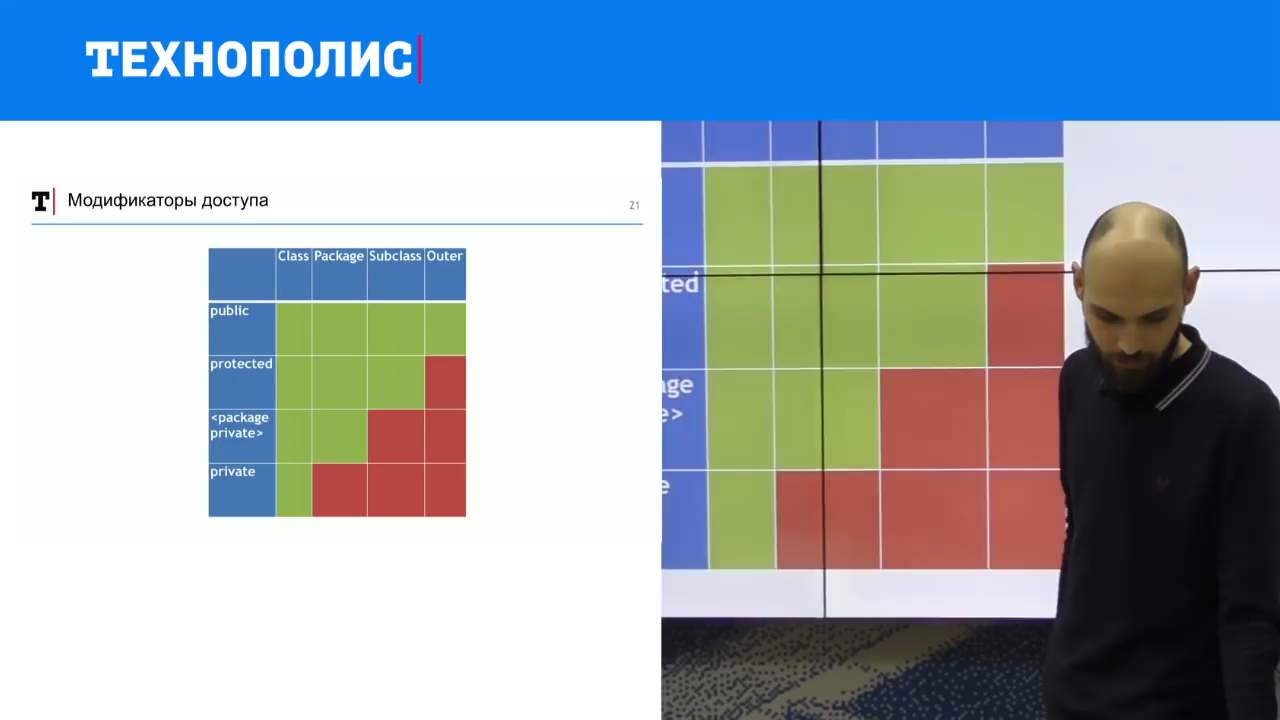 ТЕХНОПОЛИС
Т
Модификаторы доступа
21
Class Package Subclass Outer
public
protected
<package
private>
private
ted
age
e>
e